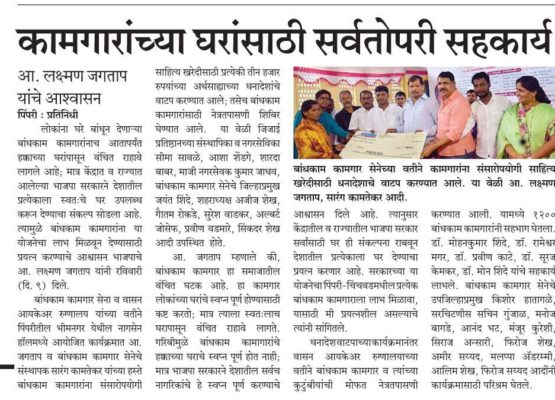 कामगारांच्या घरांसाठी सर्वतोपरी सहकार्य
आ. लक्ष्मण जगताप
यांचे आश्वासन
पिंपरी : प्रतिनिधी
लोकांना घरे बांधून देणाऱ्या
बांधकाम कामगारांनाच आतापर्यंत
हक्काच्या घरांपासून वंचित राहावे
लागले आहे; मात्र केंद्रात व राज्यात
आलेल्या भाजपा सरकारने देशातील
प्रत्येकाला स्वतःचे घर उपलब्ध
करून देण्याचा संकल्प सोडला आहे.
त्यामुळे बांधकाम कामगारांना या
योजनेचा लाभ मिळवून देण्यासाठी
प्रयत्न करण्याचे आश्वासन भाजपाचे
आ. लक्ष्मण जगताप यांनी रविवारी
(दि. ९) दिले.
बांधकाम कामगार सेना व वासन
आयकेअर रुग्णालय यांच्या वतीने
पिंपरीतील भीमनगर येथील नागसेन
हॉलमध्ये आयोजित कार्यक्रमात आ.
जगताप व बांधकाम कामगार सेनेचे
संस्थापक सारंग कामतेकर यांच्या हस्ते
बांधकाम कामगारांना संसारोपयोगी
साहित्य खरेदीसाठी प्रत्येकी तीन हजार
रुपयांच्या अर्थसाह्याच्या धनादेशाचे
वाटप करण्यात आले; तसेच बांधकाम
कामगारांसाठी नेत्रतपासणी शिबिर
घेण्यात आले. या वेळी जिजाई
प्रतिष्ठानच्या संस्थापिका व नगरसेविका
सीमा सावळे, आशा शेंडगे, शारदा
बाबर, माजी नगरसेवक कुमार जाधव,
बांधकाम कामगार सेनेचे जिल्हाप्रमुख
जयंत शिंदे, शहराध्यक्ष अजीज शेख,
गौतम रोकडे, सुरेश वाडकर, अल्बर्ट
जोसेफ, प्रवीण वडमारे, सिकंदर शेख
आदी उपस्थित होते.
आ. जगताप म्हणाले की,
बांधकाम कामगार हा समाजातील
वंचित घटक आहे. हा कामगार
लोकांच्या घरांचे स्वप्न पूर्ण होण्यासाठी
कष्ट करतो; मात्र त्याला स्वतःलाच
घरापासून वंचित राहावे लागते.
गरिबीमुळे बांधकाम कामगारांचे
हक्काच्या घराचे स्वप्न पूर्ण होत नाही;
मात्र भाजपा सरकारने देशातील सर्वच
नागरिकांचे हे स्वप्न पूर्ण करण्याचे
बांधकाम कामगार सेनेच्या वतीने कामगारांना संसारोपयोगी साहित्य
खरेदीसाठी धनादेशाचे वाटप करण्यात आले. या वेळी आ. लक्ष्मण
जगताप, सारंग कामतेकर आदी.
आश्वासन दिले आहे. त्यानुसार
केंद्रातील व राज्यातील भाजपा सरकार
सर्वांसाठी घर ही संकल्पना राबवून
देशातील प्रत्येकाला घर देण्याचा
प्रयत्न करणार आहे. सरकारच्या या
योजनेचा पिंपरी-चिंचवडमधील प्रत्येक
बांधकाम कामगाराला लाभ मिळावा,
यासाठी मी प्रयत्नशील असल्याचे
त्यांनी सांगितले.
धनादेश वाटपाच्या कार्यक्रमानंतर
वासन आयकेअर रुग्णालयाच्या
वतीने बांधकाम कामगार व त्यांच्या
कुटुंबीयांची मोफत नेत्रतपासणी
करण्यात आली. यामध्ये १२००
बांधकाम कामगारांनी सहभाग घेतला.
डॉ. मोहनकुमार शिंदे, डॉ. रामेश्वर
मगर, डॉ. प्रवीण काटे, डॉ. सूरज
केमकर, डॉ. मोन शिंदे यांचे सहकार्य
लाभले. बांधकाम कामगार सेनेचे
उपजिल्हाप्रमुख किशोर हातागळे,
सरचिटणीस सचिन गुंजाळ, मनोज
बागडे, आनंद भट, मंजूर कुरेशी,
सिराज अन्सारी, फिरोज शेख,
अमीर सय्यद, मलप्पा अॅडरम्मी,
आलिम शेख, फिरोज सय्यद आदींनी
कार्यक्रमासाठी परिश्रम घेतले.